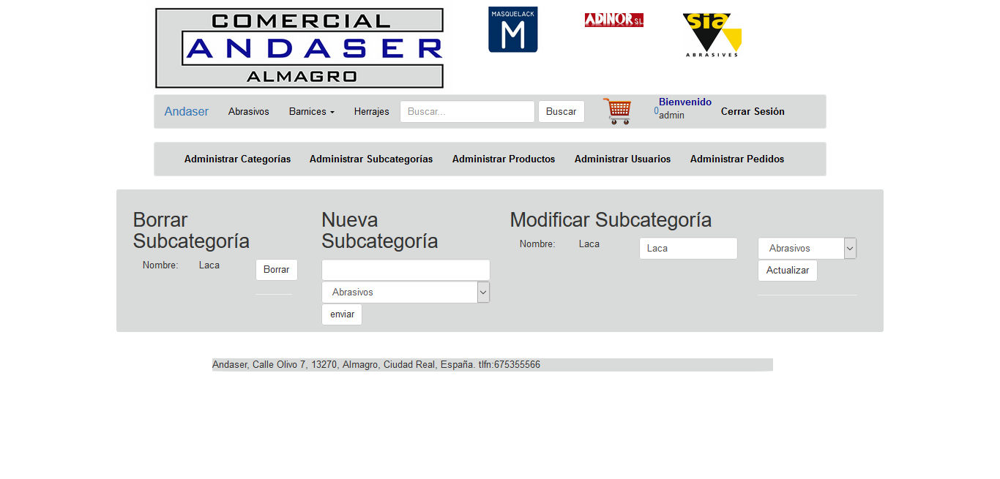 COMERCIAL
ANDASER
ALMAGRO
MASQUELACK
M
ADINOR S.L
sia
ABRASIVES
Andaser Abrasivos Barnices Herrajes Buscar... Buscar 0 Bienvenido admin Cerrar Sesión
Administrar Categorías Administrar Subcategorías Administrar Productos Administrar Usuarios Administrar Pedidos
Borrar
Subcategoría
Nombre: Laca Borrar
Nueva
Subcategoría
Abrasivos
enviar
Modificar Subcategoría
Nombre: Laca Laca Abrasivos
Actualizar
Andaser, Calle Olivo 7, 13270, Almagro, Ciudad Real, España. tlfn:675355566